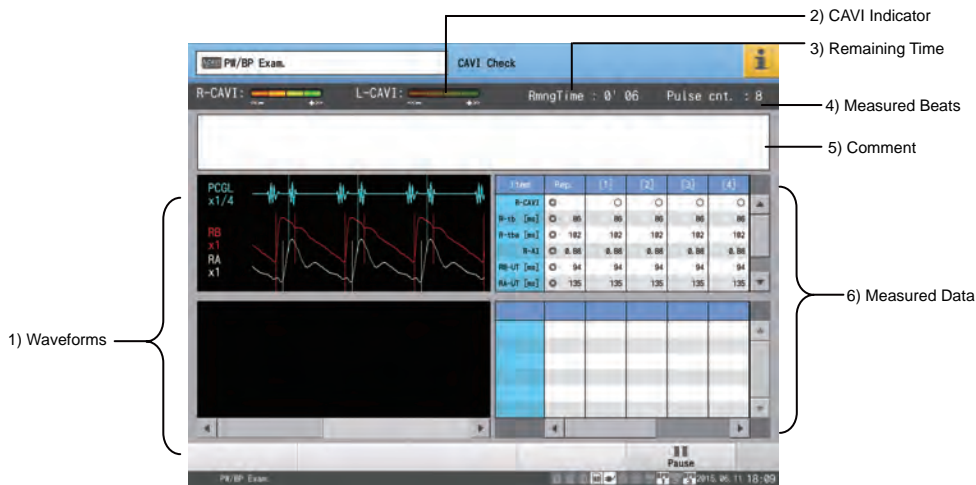 2) CAVI Indicator
3) Remaining Time
PW/BP Exam.
CAVI Check
R-CAVI:
L-CAVI:
RmngTime : 0' 06
Pulse cnt. : 8
4) Measured Beats
5) Comment
PCGL
x1/4
RB
x1
RA
x1
Item Rep. [1] [2] [3] [4]
R-CAVI
R-tb [ms] 86 86 86 86 86
R-tba [ms] 102 102 102 102 102
R-AI 0.88 0.88 0.88 0.88 0.88
RB-UT [ms] 94 94 94 94 94
RA-UT [ms] 135 135 135 135 135
6) Measured Data
1) Waveforms
Pause
PW/BP Exam.
2015.06.11 18:09